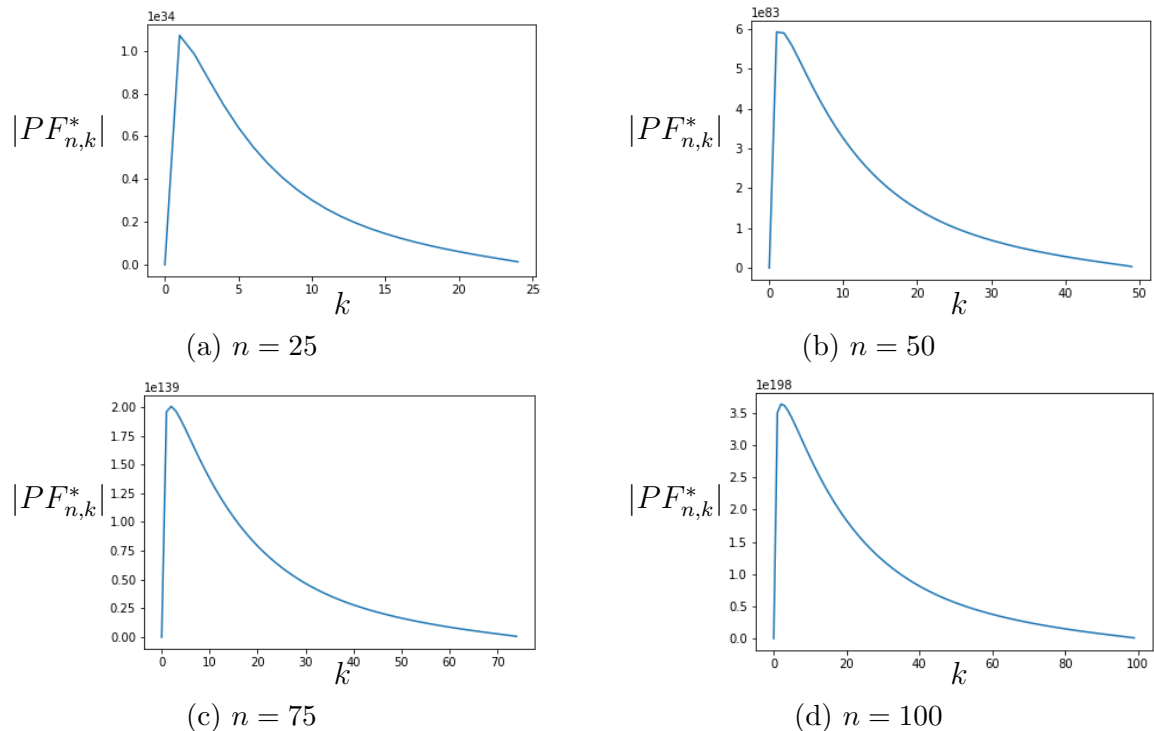 1e34
1.0
0.8
0.6
0.4
0.2
0.0
|PF*n,k|
0 5 10 15 20 25
k
(a) n = 25
1e83
6
5
4
3
2
1
0
|PF*n,k|
0 10 20 30 40 50
k
(b) n = 50
1e139
2.00
1.75
1.50
1.25
1.00
0.75
0.50
0.25
0.00
|PF*n,k|
0 10 20 30 40 50 60 70
k
(c) n = 75
1e198
3.5
3.0
2.5
2.0
1.5
1.0
0.5
0.0
|PF*n,k|
0 20 40 60 80 100
k
(d) n = 100